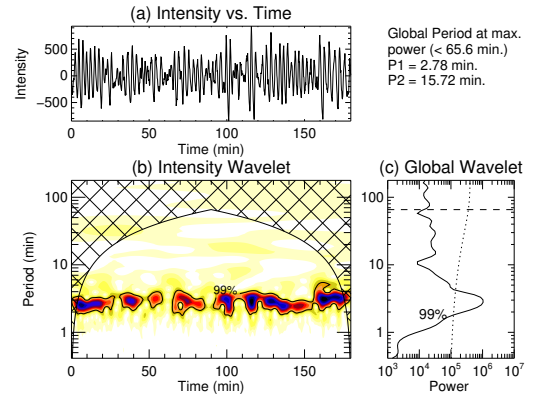 (a) Intensity vs. Time
Intensity
500
0
−500
0 50 100 150
Time (min)
Global Period at max.
power (< 65.6 min.)
P1 = 2.78 min.
P2 = 15.72 min.
(b) Intensity Wavelet
Period (min)
100
10
1
99%
0 50 100 150
Time (min)
(c) Global Wavelet
100
10
1
99%
10³ 10⁴ 10⁵ 10⁶ 10⁷
Power